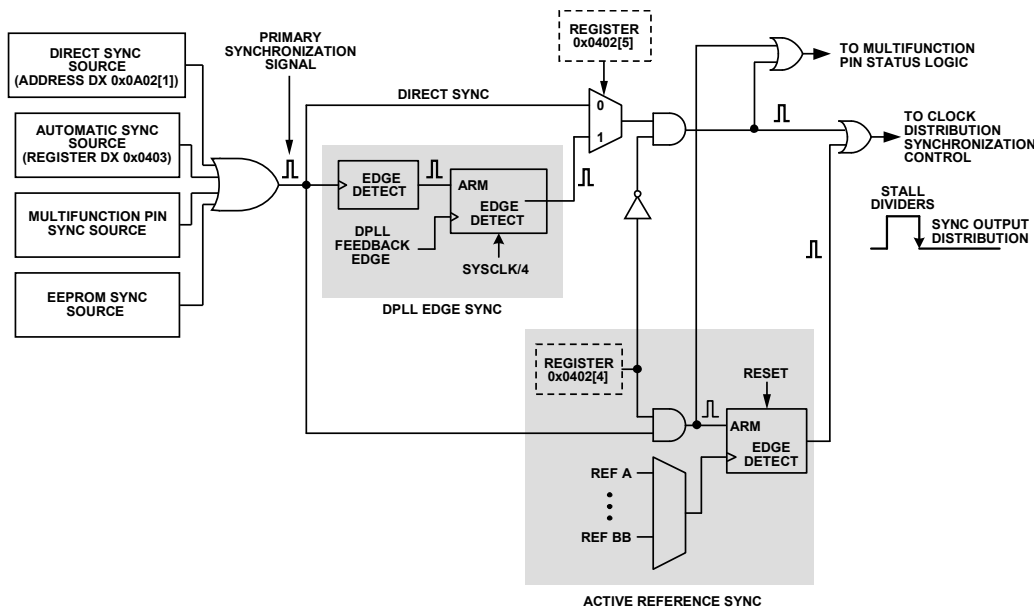 DIRECT SYNC
SOURCE
(ADDRESS DX 0x0A02[1])
AUTOMATIC SYNC
SOURCE
(REGISTER DX 0x0403)
MULTIFUNCTION PIN
SYNC SOURCE
EEPROM SYNC
SOURCE
PRIMARY
SYNCHRONIZATION
SIGNAL
DIRECT SYNC
REGISTER
0x0402[5]
0
1
EDGE
DETECT
ARM
EDGE
DETECT
DPLL
FEEDBACK
EDGE
SYSCLK/4
DPLL EDGE SYNC
TO MULTIFUNCTION
PIN STATUS LOGIC
TO CLOCK
DISTRIBUTION
SYNCHRONIZATION
CONTROL
STALL
DIVIDERS
SYNC OUTPUT
DISTRIBUTION
REGISTER
0x0402[4]
RESET
ARM
EDGE
DETECT
REF A
REF BB
ACTIVE REFERENCE SYNC